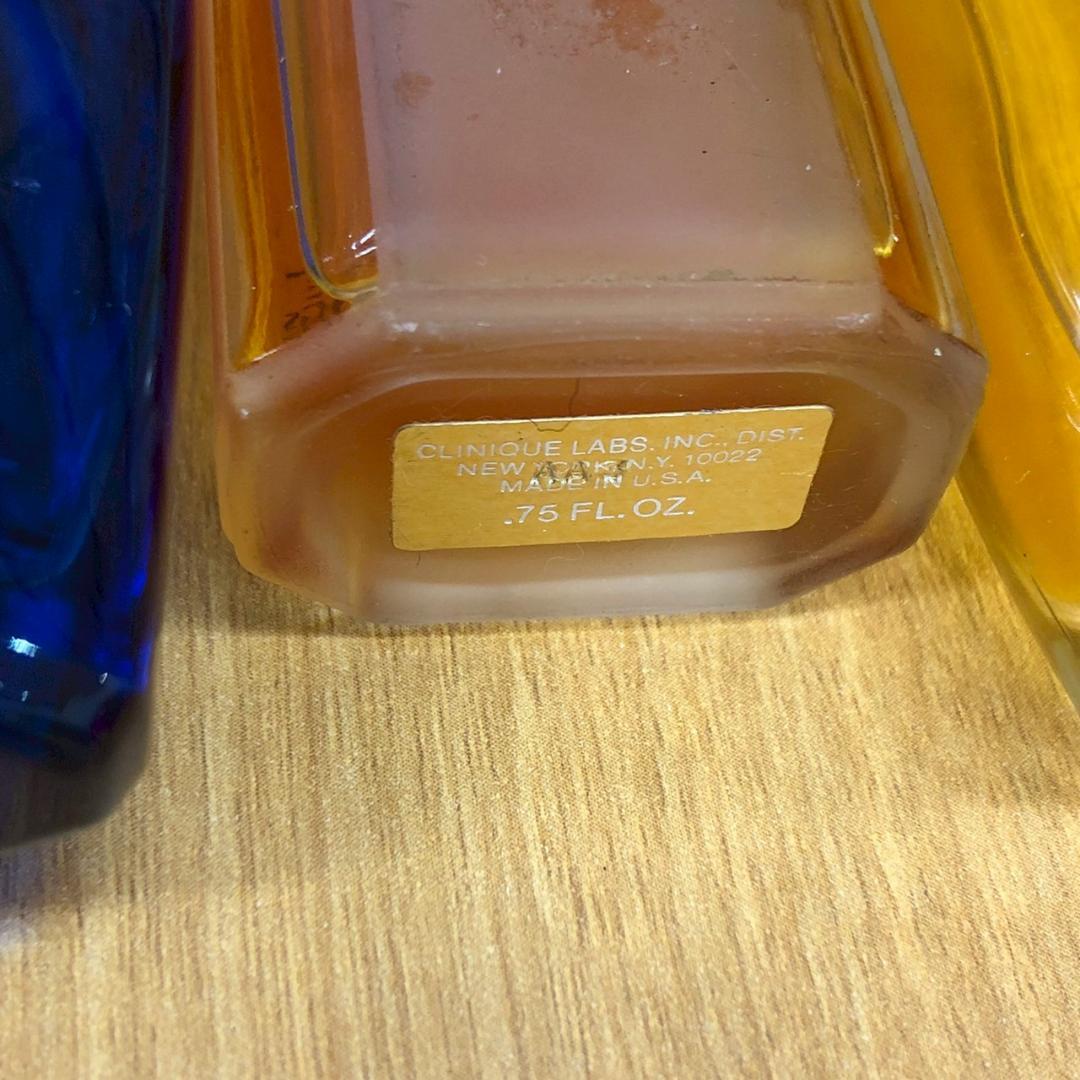 CLINIQUE LABS. INC., DIST.
NEW YORK, N.Y. 10022
MADE IN U.S.A.
.75 FL. OZ.